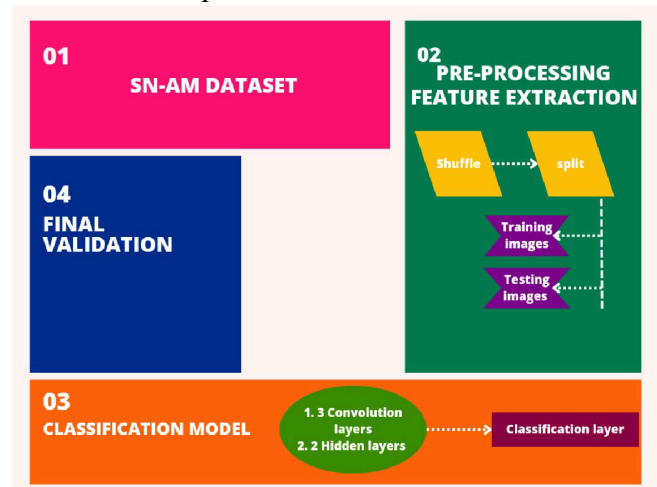 01
SN-AM DATASET
02
PRE-PROCESSING
FEATURE EXTRACTION
Shuffle
split
Training
images
Testing
images
04
FINAL
VALIDATION
03
CLASSIFICATION MODEL
1. 3 Convolution
layers
2. 2 Hidden layers
Classification layer